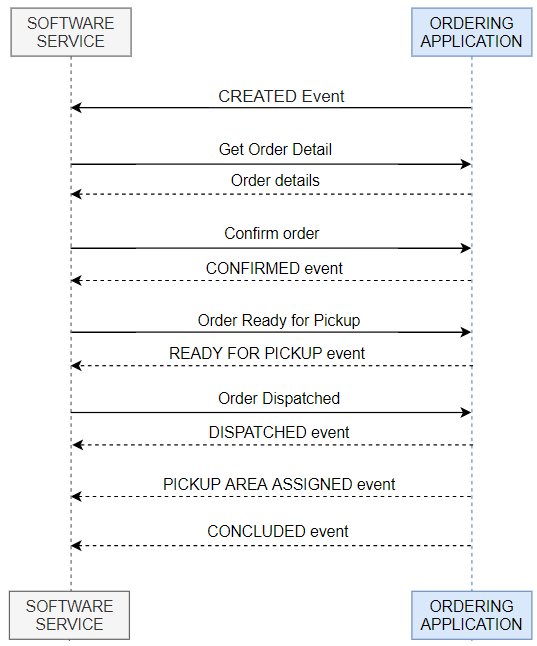 SOFTWARE
SERVICE
ORDERING
APPLICATION
CREATED Event
Get Order Detail
Order details
Confirm order
CONFIRMED event
Order Ready for Pickup
READY FOR PICKUP event
Order Dispatched
DISPATCHED event
PICKUP AREA ASSIGNED event
CONCLUDED event
SOFTWARE
SERVICE
ORDERING
APPLICATION